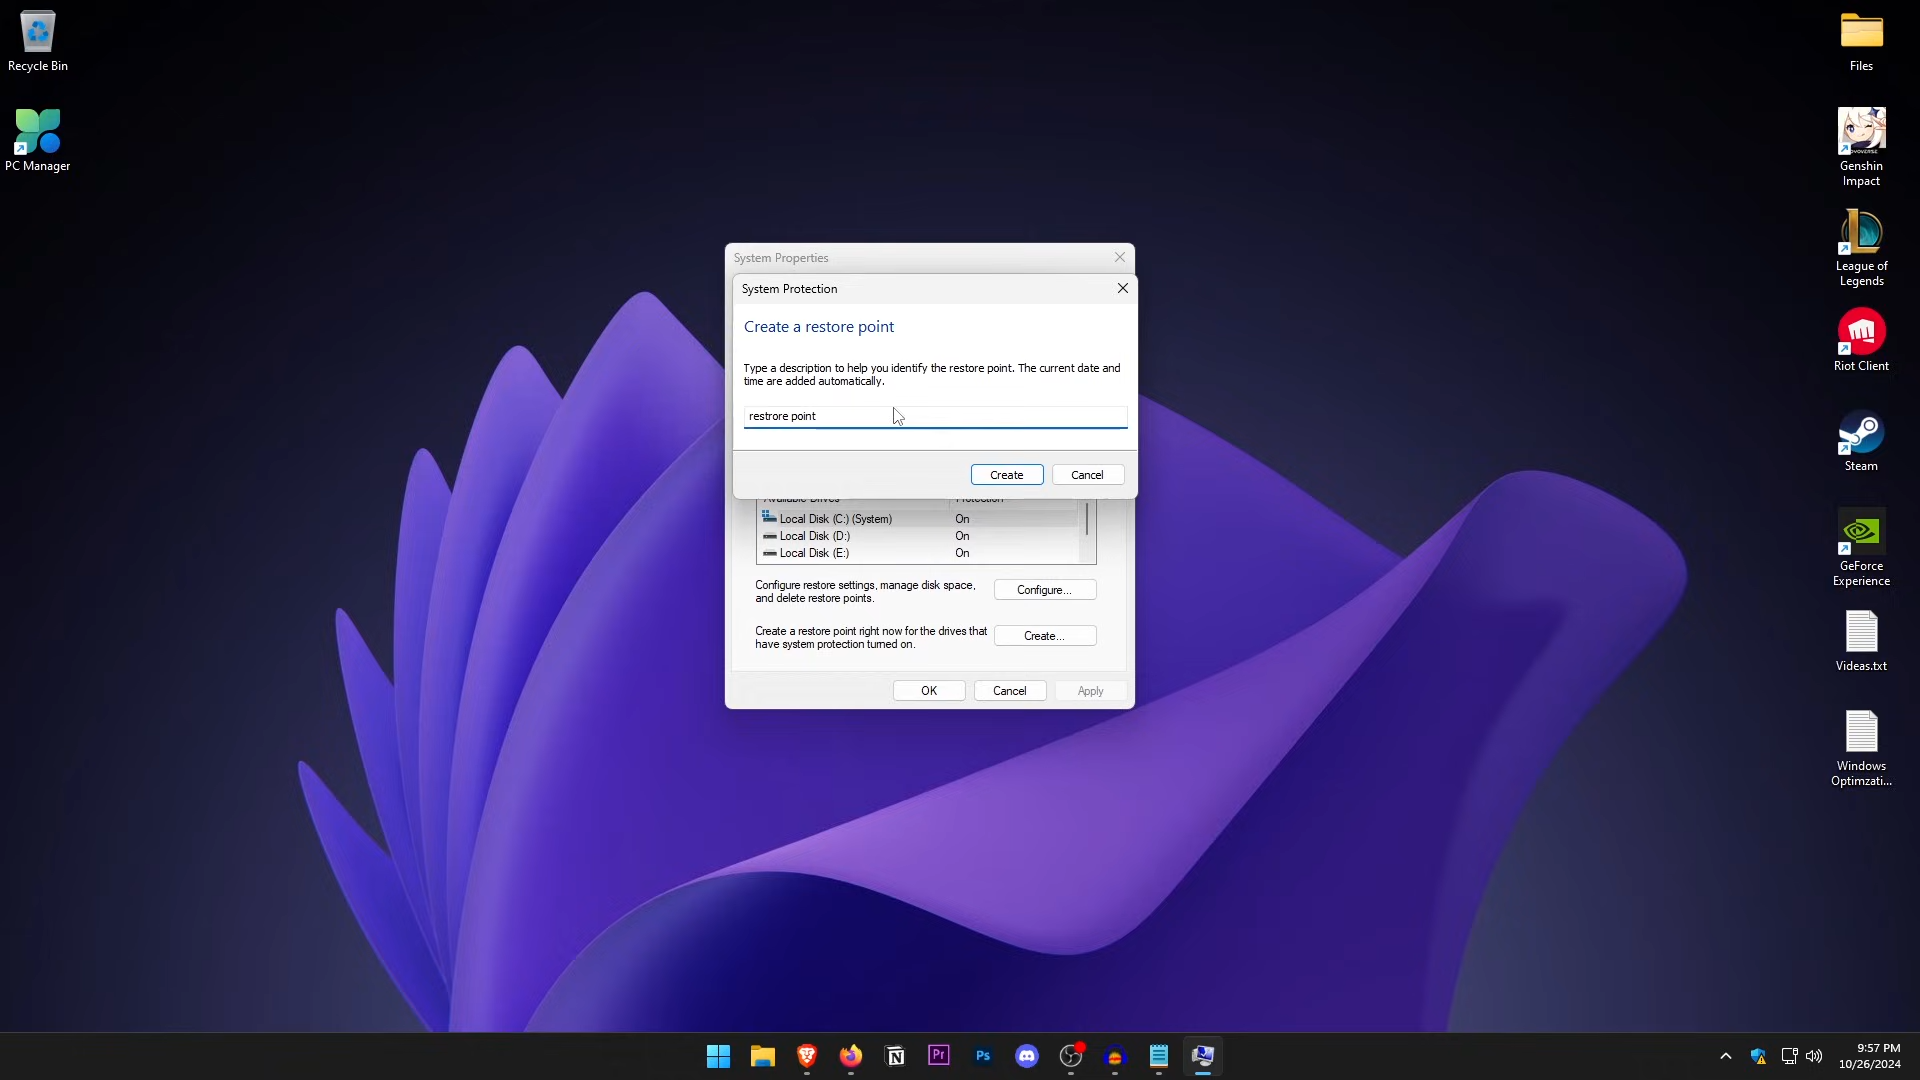 Recycle Bin
PC Manager
Files
Genshin
Impact
League of
Legends
Riot Client
Steam
GeForce
Experience
Videas.txt
Windows
Optimzati...
System Properties
System Protection
Create a restore point
Type a description to help you identify the restore point. The current date and
time are added automatically.
restrore point
Create
Cancel
Available Drives
Protection
Local Disk (C:) (System)
On
Local Disk (D:)
On
Local Disk (E:)
On
Configure restore settings, manage disk space,
and delete restore points.
Configure...
Create a restore point right now for the drives that
have system protection turned on.
Create...
OK
Cancel
Apply
Pr
Ps
9:57 PM
10/26/2024